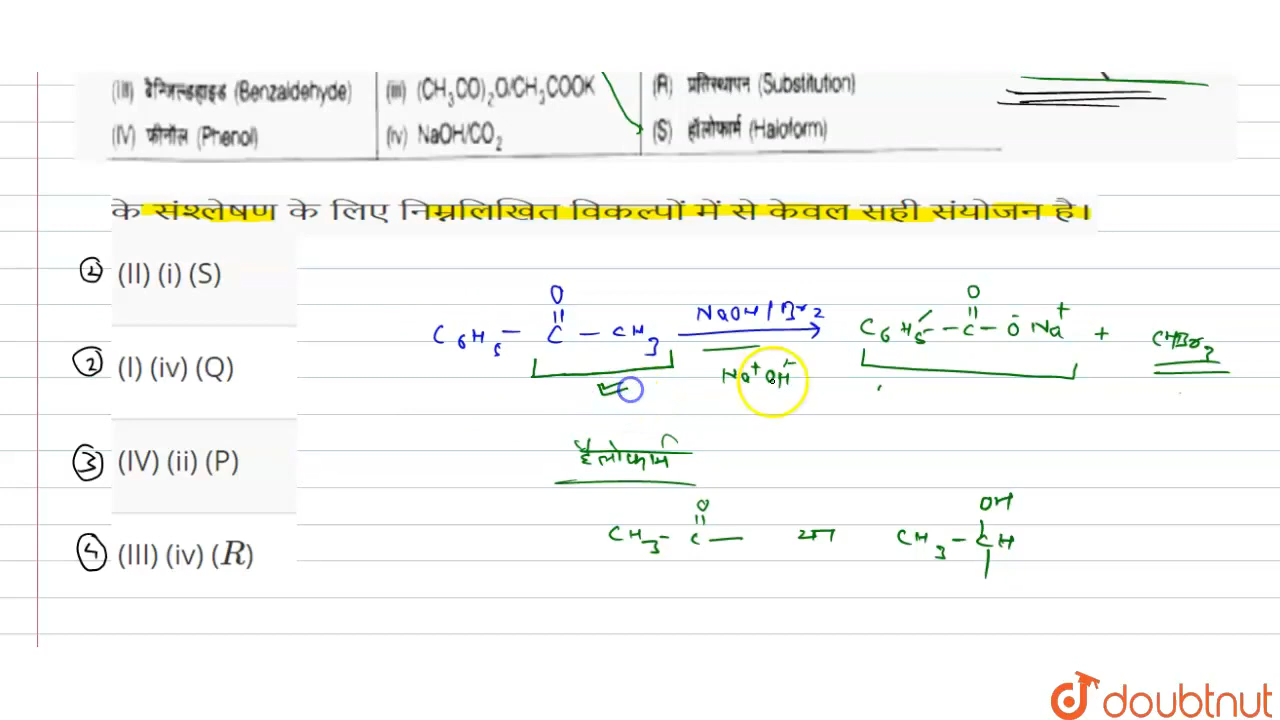 (III) बेन्जिल्डहाइड (Benzaldehyde) (iii) (CH₃CO)₂O/CH₃COOK (R) प्रतिस्थापन (Substitution)
(IV) फीनॉल (Phenol) (iv) NaOH/CO₂ (S) हॉलोफार्म (Haloform)
के संश्लेषण के लिए निम्नलिखित विकल्पों में से केवल सही संयोजन है।
① (II) (i) (S)
② (I) (iv) (Q)
③ (IV) (ii) (P)
④ (III) (iv) (R)
O O
C₆H₅ – C – CH₃ NaOH/Br₂ C₆H₅ – C – O⁻ Na⁺ + CHBr₃
Na⁺ OH⁻
हैलोफार्म
O OH
CH₃ – C – या CH₃ – CH
doubtnut